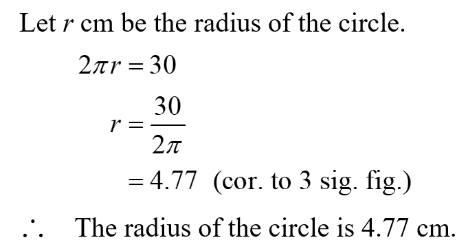 Let r cm be the radius of the circle.
2πr = 30
r = 30/2π
= 4.77 (cor. to 3 sig. fig.)
∴ The radius of the circle is 4.77 cm.